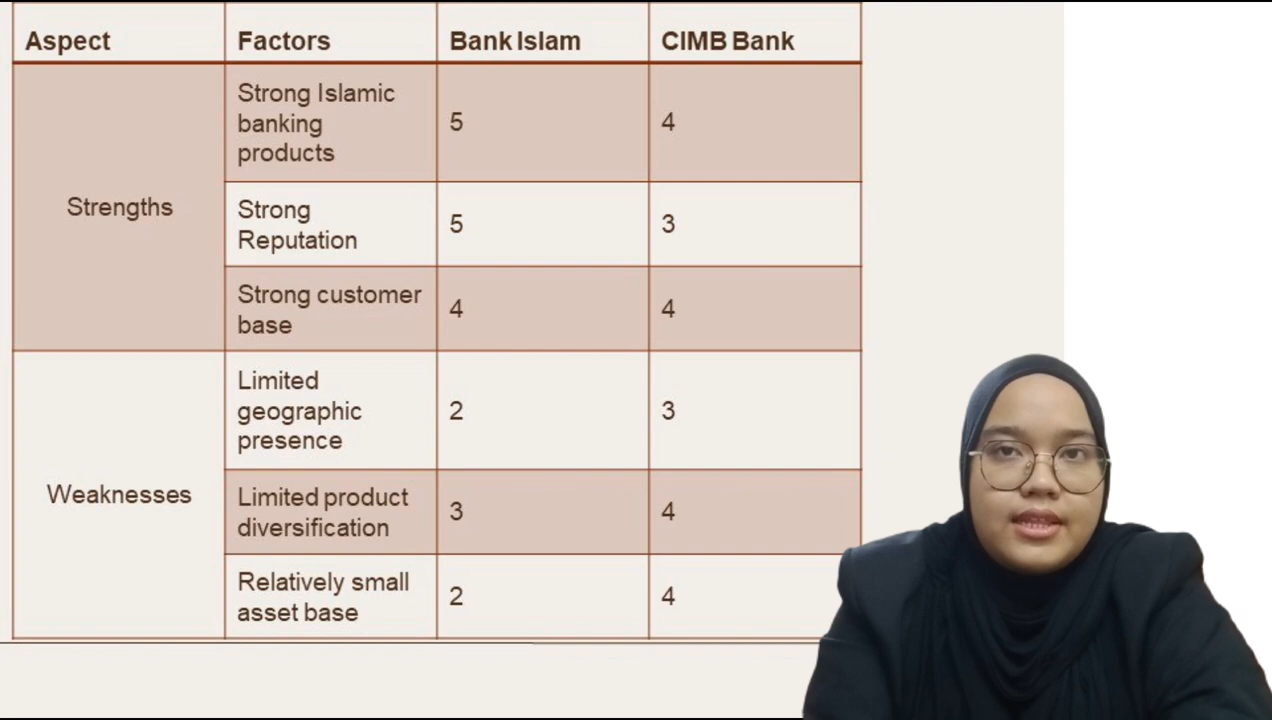 Aspect Factors Bank Islam CIMB Bank
Strengths
Strong Islamic
banking
products
5 4
Strong
Reputation
5 3
Strong customer
base
4 4
Weaknesses
Limited
geographic
presence
2 3
Limited product
diversification
3 4
Relatively small
asset base
2 4